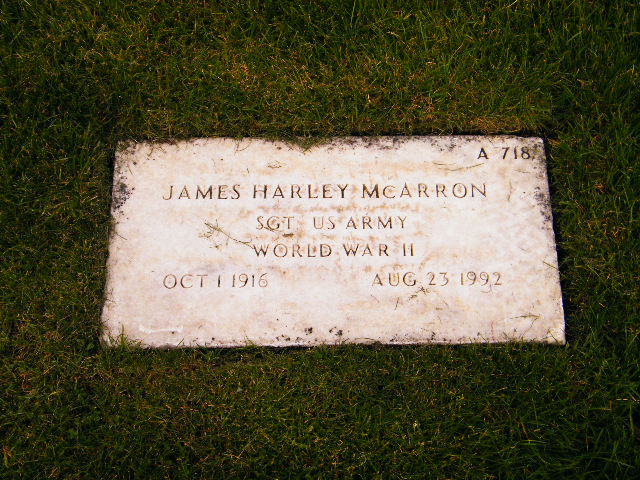 A 718
JAMES HARLEY MCARRON
SGT US ARMY
WORLD WAR II
OCT 1 1916 AUG 23 1992